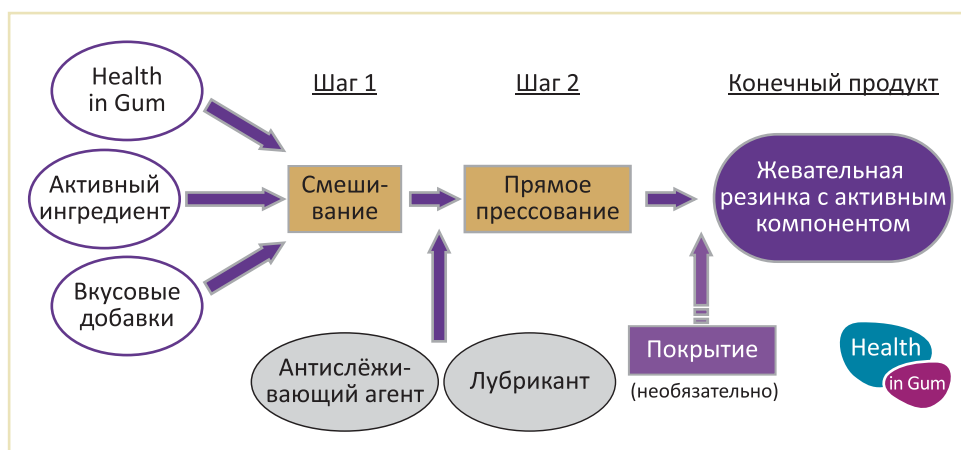 Health
in Gum
Шаг 1
Шаг 2
Конечный продукт
Активный
ингредиент
Смеши-
вание
Прямое
прессование
Жевательная
резинка с активным
компонентом
Вкусовые
добавки
Антислёжи-
вающий агент
Лубрикант
Покрытие
(необязательно)
Health
in Gum